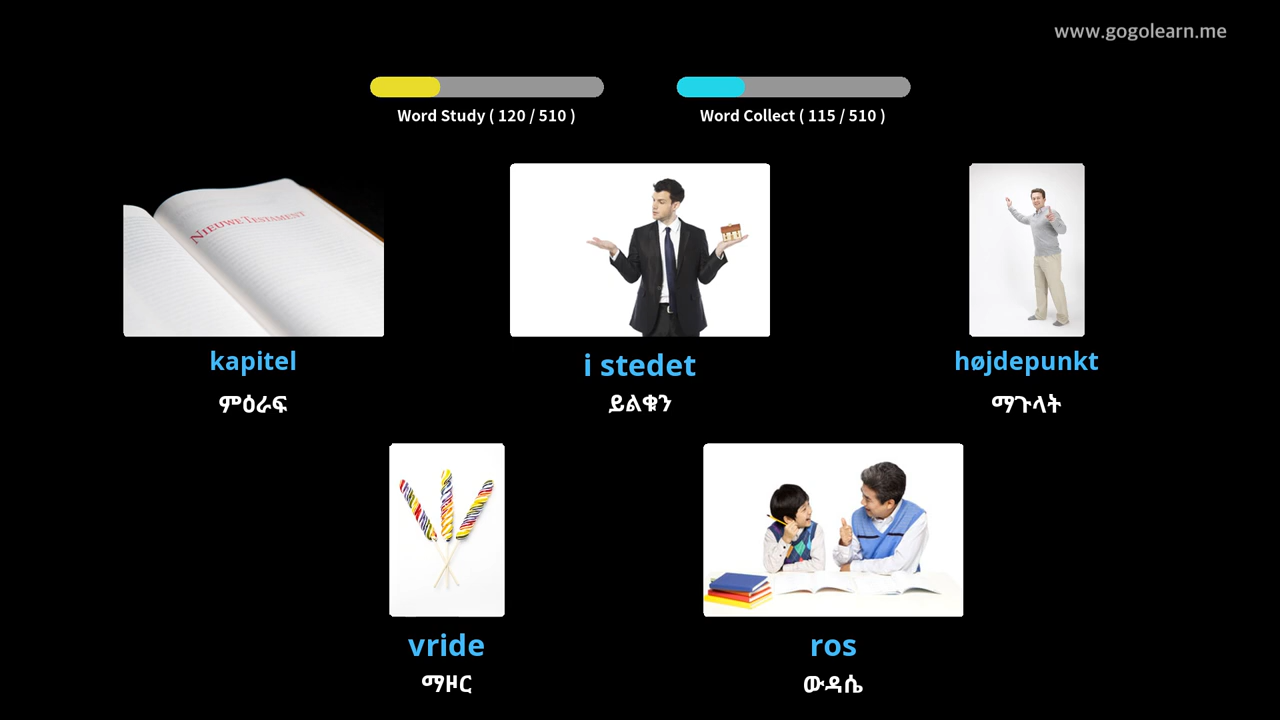 www.gogolearn.me
Word Study ( 120 / 510 )
Word Collect ( 115 / 510 )
NIEUWE TESTAMENT
kapitel
ምዕራፍ
i stedet
ይልቁን
højdepunkt
ማጉላት
vride
ማዞር
ros
ውዳሴ